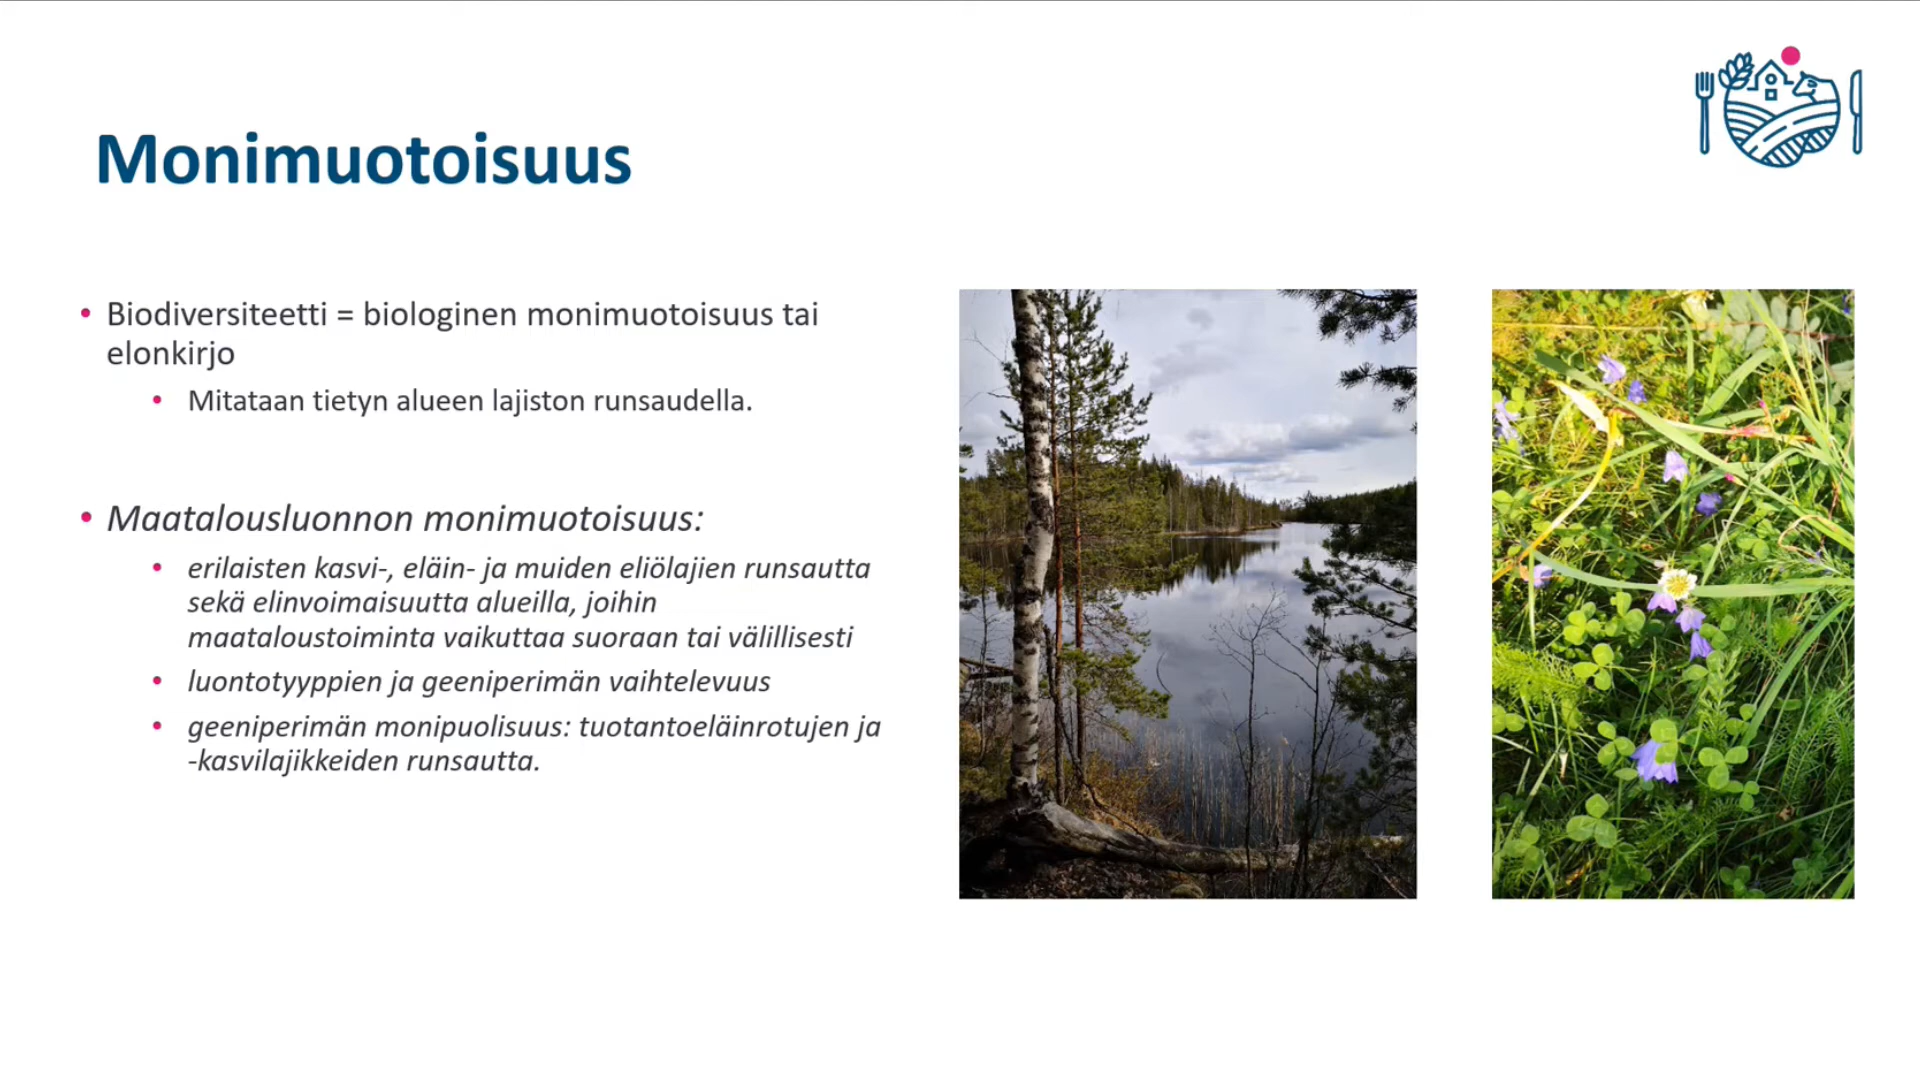 Monimuotoisuus
• Biodiversiteetti = biologinen monimuotoisuus tai
elonkirjo
• Mitataan tietyn alueen lajiston runsaudella.
• Maatalousluonnon monimuotoisuus:
• erilaisten kasvi-, eläin- ja muiden eliölajien runsautta
sekä elinvoimaisuutta alueilla, joihin
maataloustoiminta vaikuttaa suoraan tai välillisesti
• luontotyyppien ja geeniperimän vaihtelevuus
• geeniperimän monipuolisuus: tuotantoeläinrotujen ja
-kasvilajikkeiden runsautta.